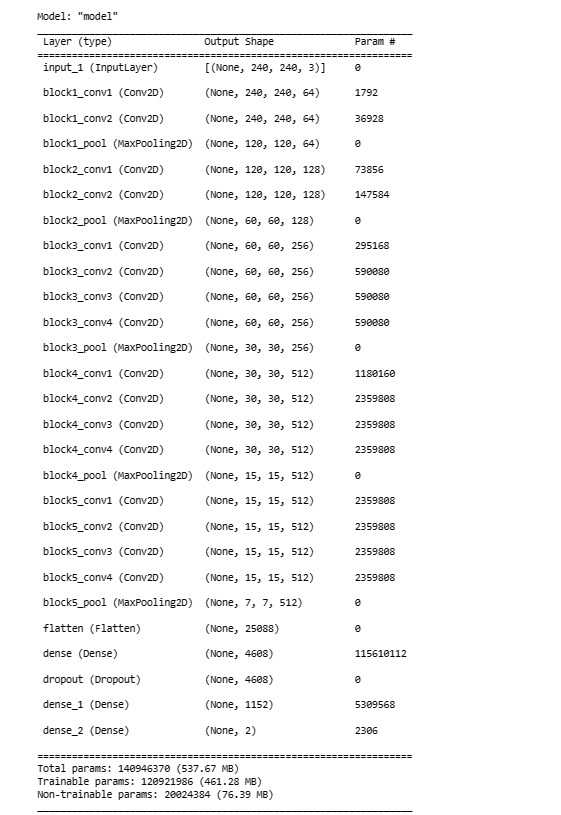 Model: "model"
Layer (type) Output Shape Param #
input_1 (InputLayer) [(None, 240, 240, 3)] 0
block1_conv1 (Conv2D) (None, 240, 240, 64) 1792
block1_conv2 (Conv2D) (None, 240, 240, 64) 36928
block1_pool (MaxPooling2D) (None, 120, 120, 64) 0
block2_conv1 (Conv2D) (None, 120, 120, 128) 73856
block2_conv2 (Conv2D) (None, 120, 120, 128) 147584
block2_pool (MaxPooling2D) (None, 60, 60, 128) 0
block3_conv1 (Conv2D) (None, 60, 60, 256) 295168
block3_conv2 (Conv2D) (None, 60, 60, 256) 590080
block3_conv3 (Conv2D) (None, 60, 60, 256) 590080
block3_conv4 (Conv2D) (None, 60, 60, 256) 590080
block3_pool (MaxPooling2D) (None, 30, 30, 256) 0
block4_conv1 (Conv2D) (None, 30, 30, 512) 1180160
block4_conv2 (Conv2D) (None, 30, 30, 512) 2359808
block4_conv3 (Conv2D) (None, 30, 30, 512) 2359808
block4_conv4 (Conv2D) (None, 30, 30, 512) 2359808
block4_pool (MaxPooling2D) (None, 15, 15, 512) 0
block5_conv1 (Conv2D) (None, 15, 15, 512) 2359808
block5_conv2 (Conv2D) (None, 15, 15, 512) 2359808
block5_conv3 (Conv2D) (None, 15, 15, 512) 2359808
block5_conv4 (Conv2D) (None, 15, 15, 512) 2359808
block5_pool (MaxPooling2D) (None, 7, 7, 512) 0
flatten (Flatten) (None, 25088) 0
dense (Dense) (None, 4608) 115610112
dropout (Dropout) (None, 4608) 0
dense_1 (Dense) (None, 1152) 5309568
dense_2 (Dense) (None, 2) 2306
Total params: 140946370 (537.67 MB)
Trainable params: 120921986 (461.28 MB)
Non-trainable params: 20024384 (76.39 MB)